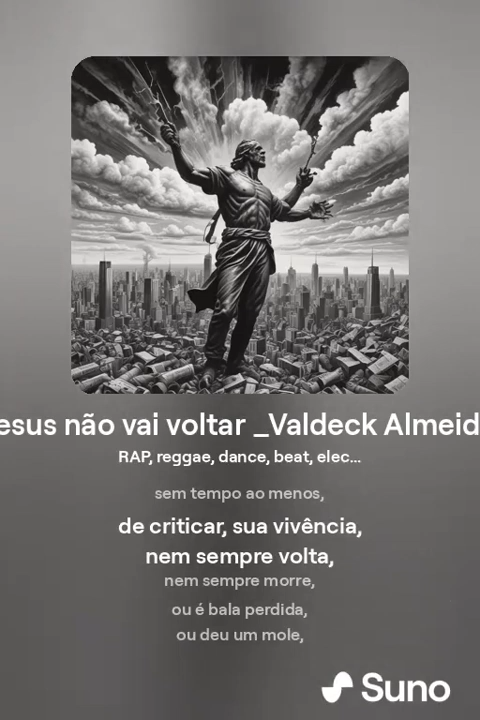 esus não vai voltar _Valdeck Almeid
RAP, reggae, dance, beat, elec...
sem tempo ao menos,
de criticar, sua vivência,
nem sempre volta,
nem sempre morre,
ou é bala perdida,
ou deu um mole,
Suno